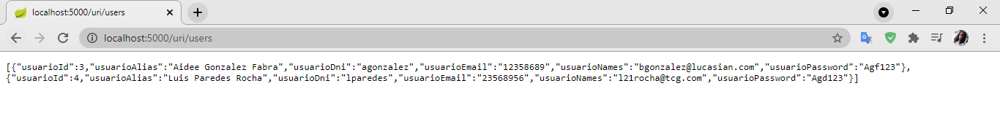 localhost:5000/uri/users
localhost:5000/uri/users
[{"usuarioId":3,"usuarioAlias":"Aidee Gonzalez Fabra","usuarioDni":"agonzalez","usuarioEmail":"12358689","usuarioNames":"bgonzalez@lucasian.com","usuarioPassword":"Agf123"},
{"usuarioId":4,"usuarioAlias":"Luis Paredes Rocha","usuarioDni":"lparedes","usuarioEmail":"23568956","usuarioNames":"l21rocha@tcg.com","usuarioPassword":"Agd123"}]